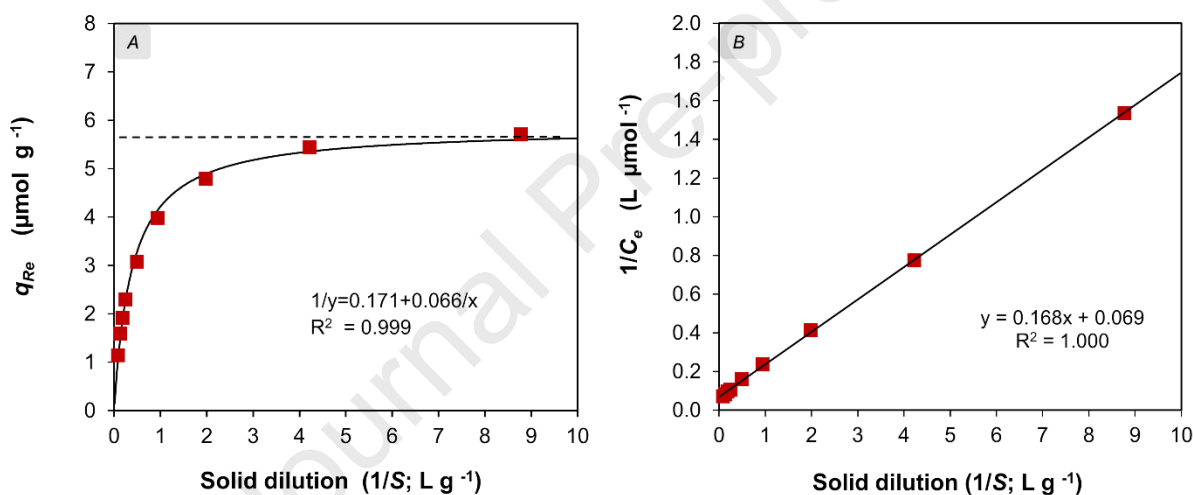 A
8
7
6
5
4
3
2
1
0
q_Re (μmol g⁻¹)
1/y=0.171+0.066/x
R² = 0.999
0 1 2 3 4 5 6 7 8 9 10
Solid dilution (1/S; L g⁻¹)
B
2.0
1.8
1.6
1.4
1.2
1.0
0.8
0.6
0.4
0.2
0.0
1/C_e (L μmol⁻¹)
y = 0.168x + 0.069
R² = 1.000
0 1 2 3 4 5 6 7 8 9 10
Solid dilution (1/S; L g⁻¹)
Journal Pre-pr